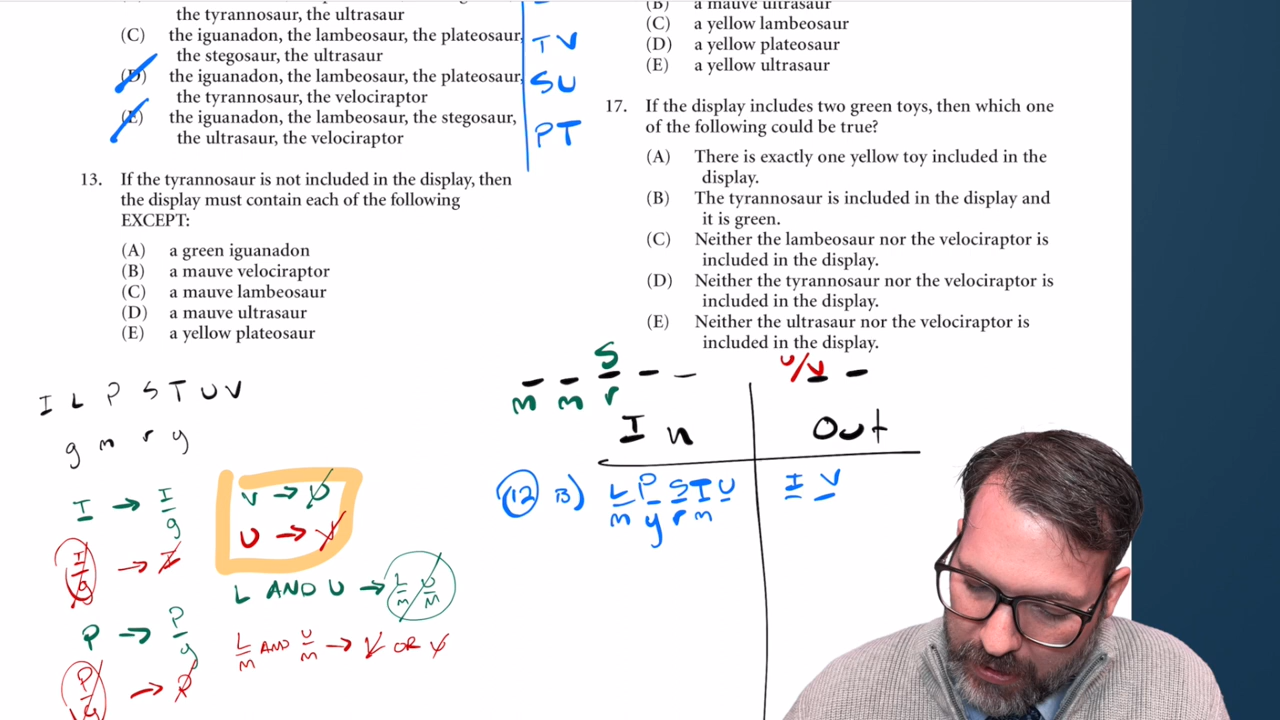 the tyrannosaur, the ultrasaur
(C) the iguanadon, the lambeosaur, the plateosaur,
the stegosaur, the ultrasaur
(D) the iguanadon, the lambeosaur, the plateosaur,
the tyrannosaur, the velociraptor
(E) the iguanadon, the lambeosaur, the stegosaur,
the ultrasaur, the velociraptor
T V
S U
P T
13. If the tyrannosaur is not included in the display, then
the display must contain each of the following
EXCEPT:
(A) a green iguanadon
(B) a mauve velociraptor
(C) a mauve lambeosaur
(D) a mauve ultrasaur
(E) a yellow plateosaur
(B) a mauve ultrasaur
(C) a yellow lambeosaur
(D) a yellow plateosaur
(E) a yellow ultrasaur
17. If the display includes two green toys, then which one
of the following could be true?
(A) There is exactly one yellow toy included in the
display.
(B) The tyrannosaur is included in the display and
it is green.
(C) Neither the lambeosaur nor the velociraptor is
included in the display.
(D) Neither the tyrannosaur nor the velociraptor is
included in the display.
(E) Neither the ultrasaur nor the velociraptor is
included in the display.
I L P S T U V
g m r y
I → I
g
I
g → I
P → P
y
P
y → P
V → U
U → V
L AND U → L U
m m
L AND U → V OR V
m m
S
m m r
U/V
In Out
12 B) L P S T U I V
m y r m